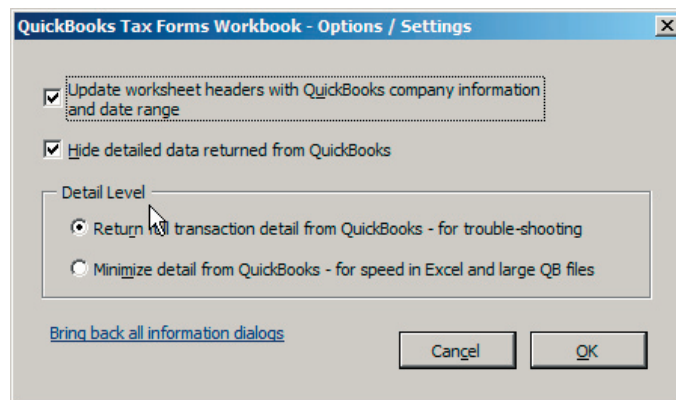 QuickBooks Tax Forms Workbook - Options / Settings
Update worksheet headers with QuickBooks company information
and date range
Hide detailed data returned from QuickBooks
Detail Level
Return full transaction detail from QuickBooks - for trouble-shooting
Minimize detail from QuickBooks - for speed in Excel and large QB files
Bring back all information dialogs
Cancel
OK